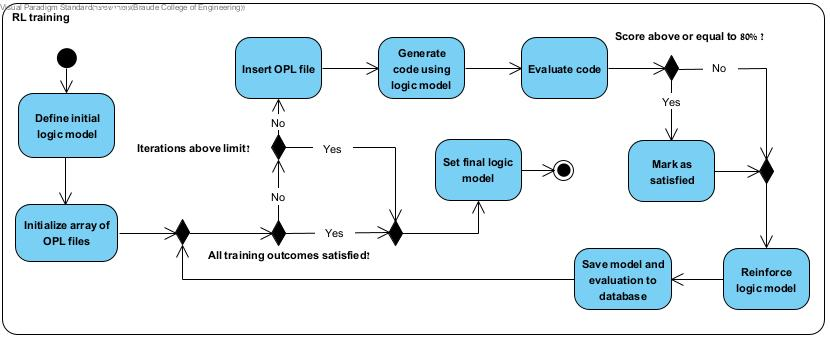 Visual Paradigm Standard(עומרי שפיצר(Braude College of Engineering))
RL training
Score above or equal to 80% ?
Insert OPL file
Generate
code using
logic model
Evaluate code
No
Define initial
logic model
Yes
No
Iterations above limit?
Yes
Set final logic
model
Mark as
satisfied
No
Initialize array of
OPL files
Yes
All training outcomes satisfied?
Save model and
evaluation to
database
Reinforce
logic model